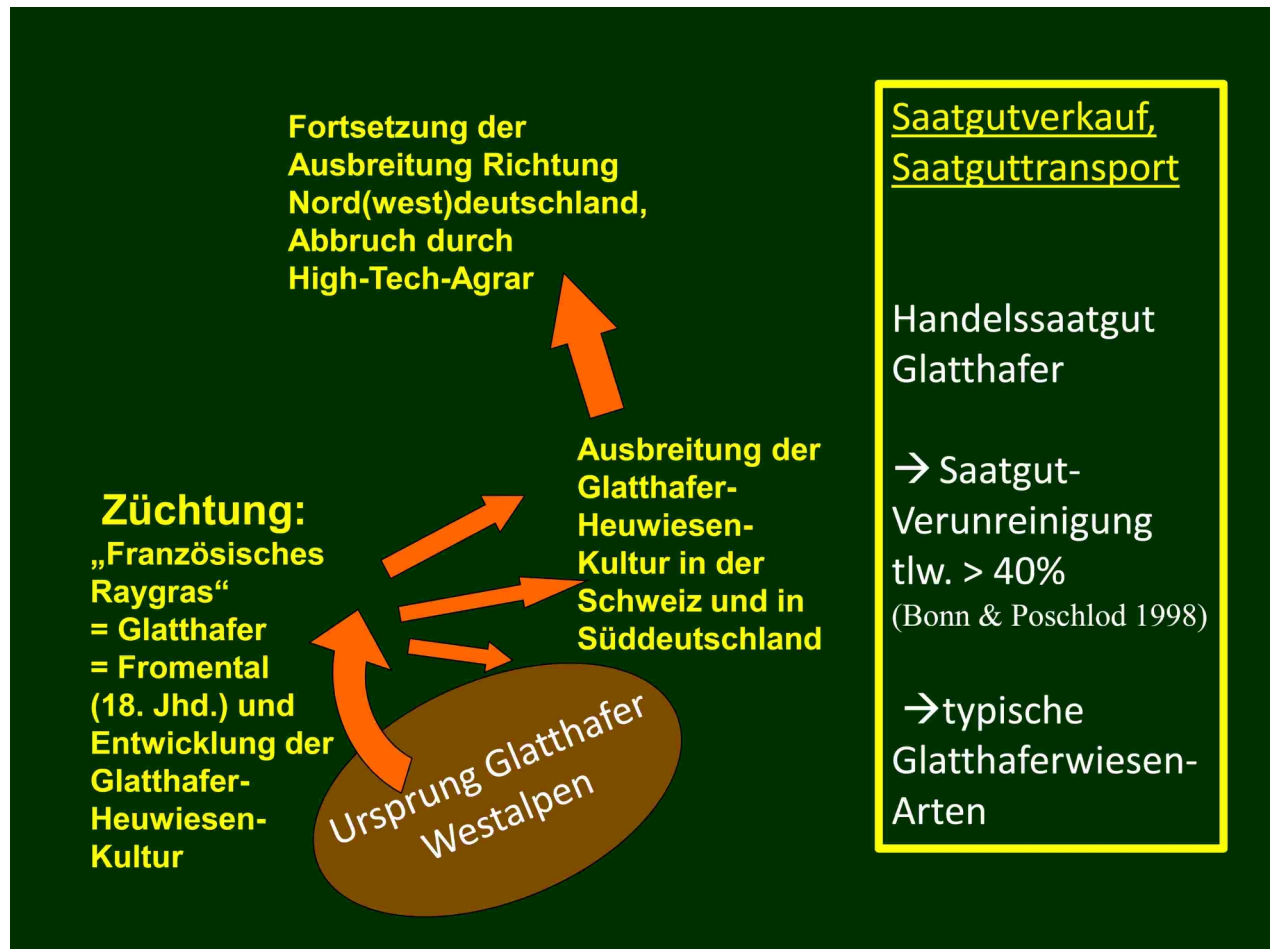 Fortsetzung der
Ausbreitung Richtung
Nord(west)deutschland,
Abbruch durch
High-Tech-Agrar
Züchtung:
„Französisches
Raygras“
= Glatthafer
= Fromental
(18. Jhd.) und
Entwicklung der
Glatthafer-
Heuwiesen-
Kultur
Ursprung Glatthafer
Westalpen
Ausbreitung der
Glatthafer-
Heuwiesen-
Kultur in der
Schweiz und in
Süddeutschland
Saatgutverkauf,
Saatguttransport
Handelssaatgut
Glatthafer
→ Saatgut-
Verunreinigung
tlw. > 40%
(Bonn & Poschlod 1998)
→typische
Glatthaferwiesen-
Arten